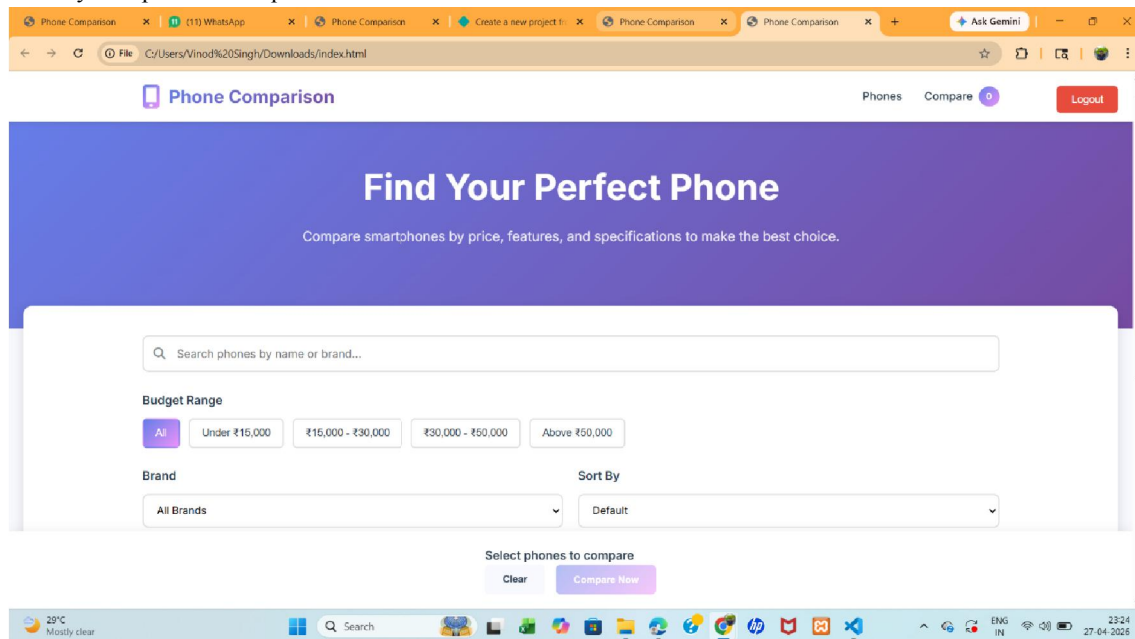 Phone Comparison
(11) WhatsApp
Phone Comparison
Create a new project
Phone Comparison
Phone Comparison
Ask Gemini
File C:/Users/Vinod%20Singh/Downloads/index.html
Phone Comparison
Phones Compare 0 Logout
Find Your Perfect Phone
Compare smartphones by price, features, and specifications to make the best choice.
Search phones by name or brand...
Budget Range
All Under ₹15,000 ₹15,000 - ₹30,000 ₹30,000 - ₹50,000 Above ₹50,000
Brand Sort By
All Brands Default
Select phones to compare
Clear Compare Now
29°C
Mostly clear
Search
ENG
IN
23:24
27-04-2026